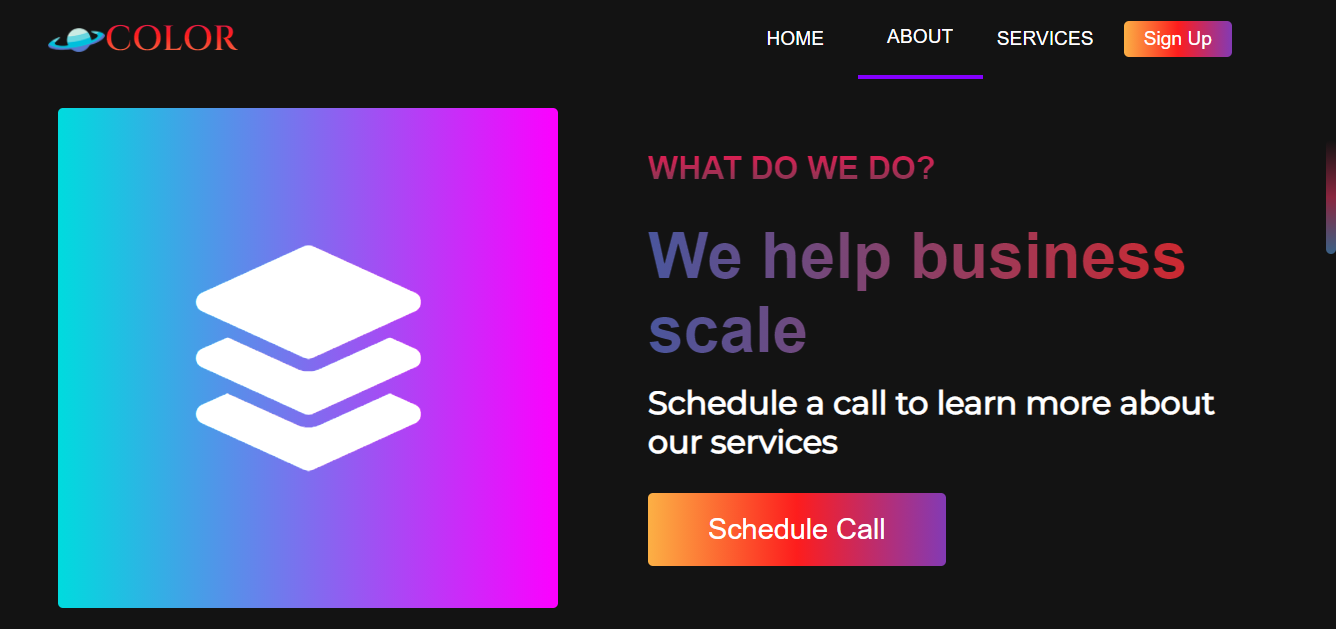 COLOR
HOME ABOUT SERVICES Sign Up
WHAT DO WE DO?
We help business
scale
Schedule a call to learn more about
our services
Schedule Call